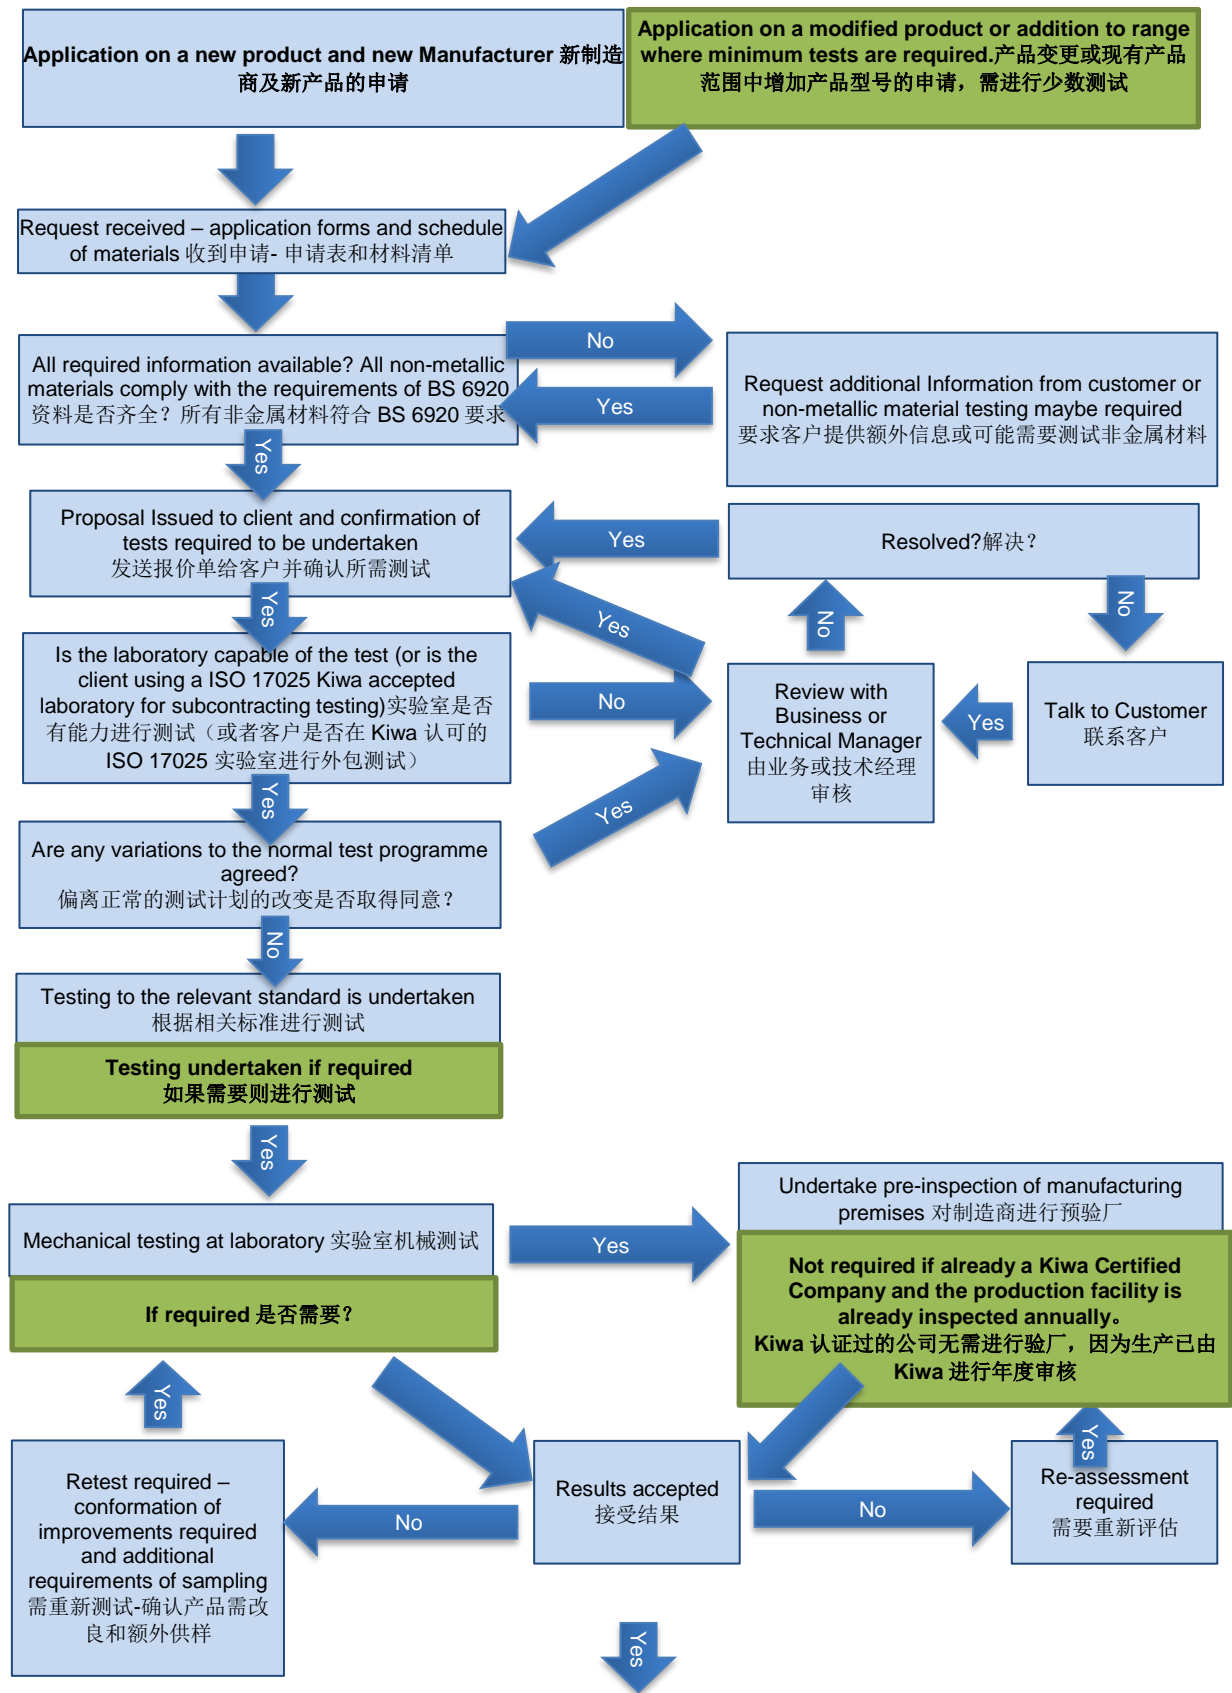 Application on a new product and new Manufacturer 新制造
商及新产品的申请
Application on a modified product or addition to range
where minimum tests are required.产品变更或现有产品
范围中增加产品型号的申请，需进行少数测试
Request received – application forms and schedule
of materials 收到申请- 申请表和材料清单
All required information available? All non-metallic
materials comply with the requirements of BS 6920
资料是否齐全？所有非金属材料符合 BS 6920 要求
No
Yes
Request additional Information from customer or
non-metallic material testing maybe required
要求客户提供额外信息或可能需要测试非金属材料
Yes
Proposal Issued to client and confirmation of
tests required to be undertaken
发送报价单给客户并确认所需测试
Yes
Resolved?解决？
Yes
Yes
No
No
Is the laboratory capable of the test (or is the
client using a ISO 17025 Kiwa accepted
laboratory for subcontracting testing)实验室是否
有能力进行测试（或者客户是否在 Kiwa 认可的
ISO 17025 实验室进行外包测试）
No
Review with
Business or
Technical Manager
由业务或技术经理
审核
Yes
Talk to Customer
联系客户
Yes
Yes
Are any variations to the normal test programme
agreed?
偏离正常的测试计划的改变是否取得同意？
No
Testing to the relevant standard is undertaken
根据相关标准进行测试
Testing undertaken if required
如果需要则进行测试
Yes
Mechanical testing at laboratory 实验室机械测试
If required 是否需要？
Yes
Undertake pre-inspection of manufacturing
premises 对制造商进行预验厂
Not required if already a Kiwa Certified
Company and the production facility is
already inspected annually。
Kiwa 认证过的公司无需进行验厂，因为生产已由
Kiwa 进行年度审核
Yes
Yes
Retest required –
conformation of
improvements required
and additional
requirements of sampling
需重新测试-确认产品需改
良和额外供样
No
Results accepted
接受结果
No
Re-assessment
required
需要重新评估
Yes